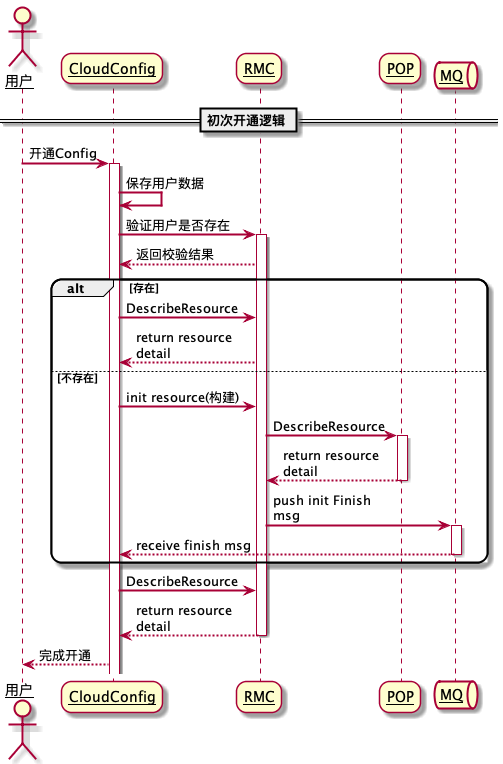 用户
CloudConfig
RMC
POP
MQ
初次开通逻辑
开通Config
保存用户数据
验证用户是否存在
返回校验结果
alt
[存在]
DescribeResource
return resource
detail
[不存在]
init resource(构建)
DescribeResource
return resource
detail
push init Finish
msg
receive finish msg
DescribeResource
return resource
detail
完成开通
用户
CloudConfig
RMC
POP
MQ